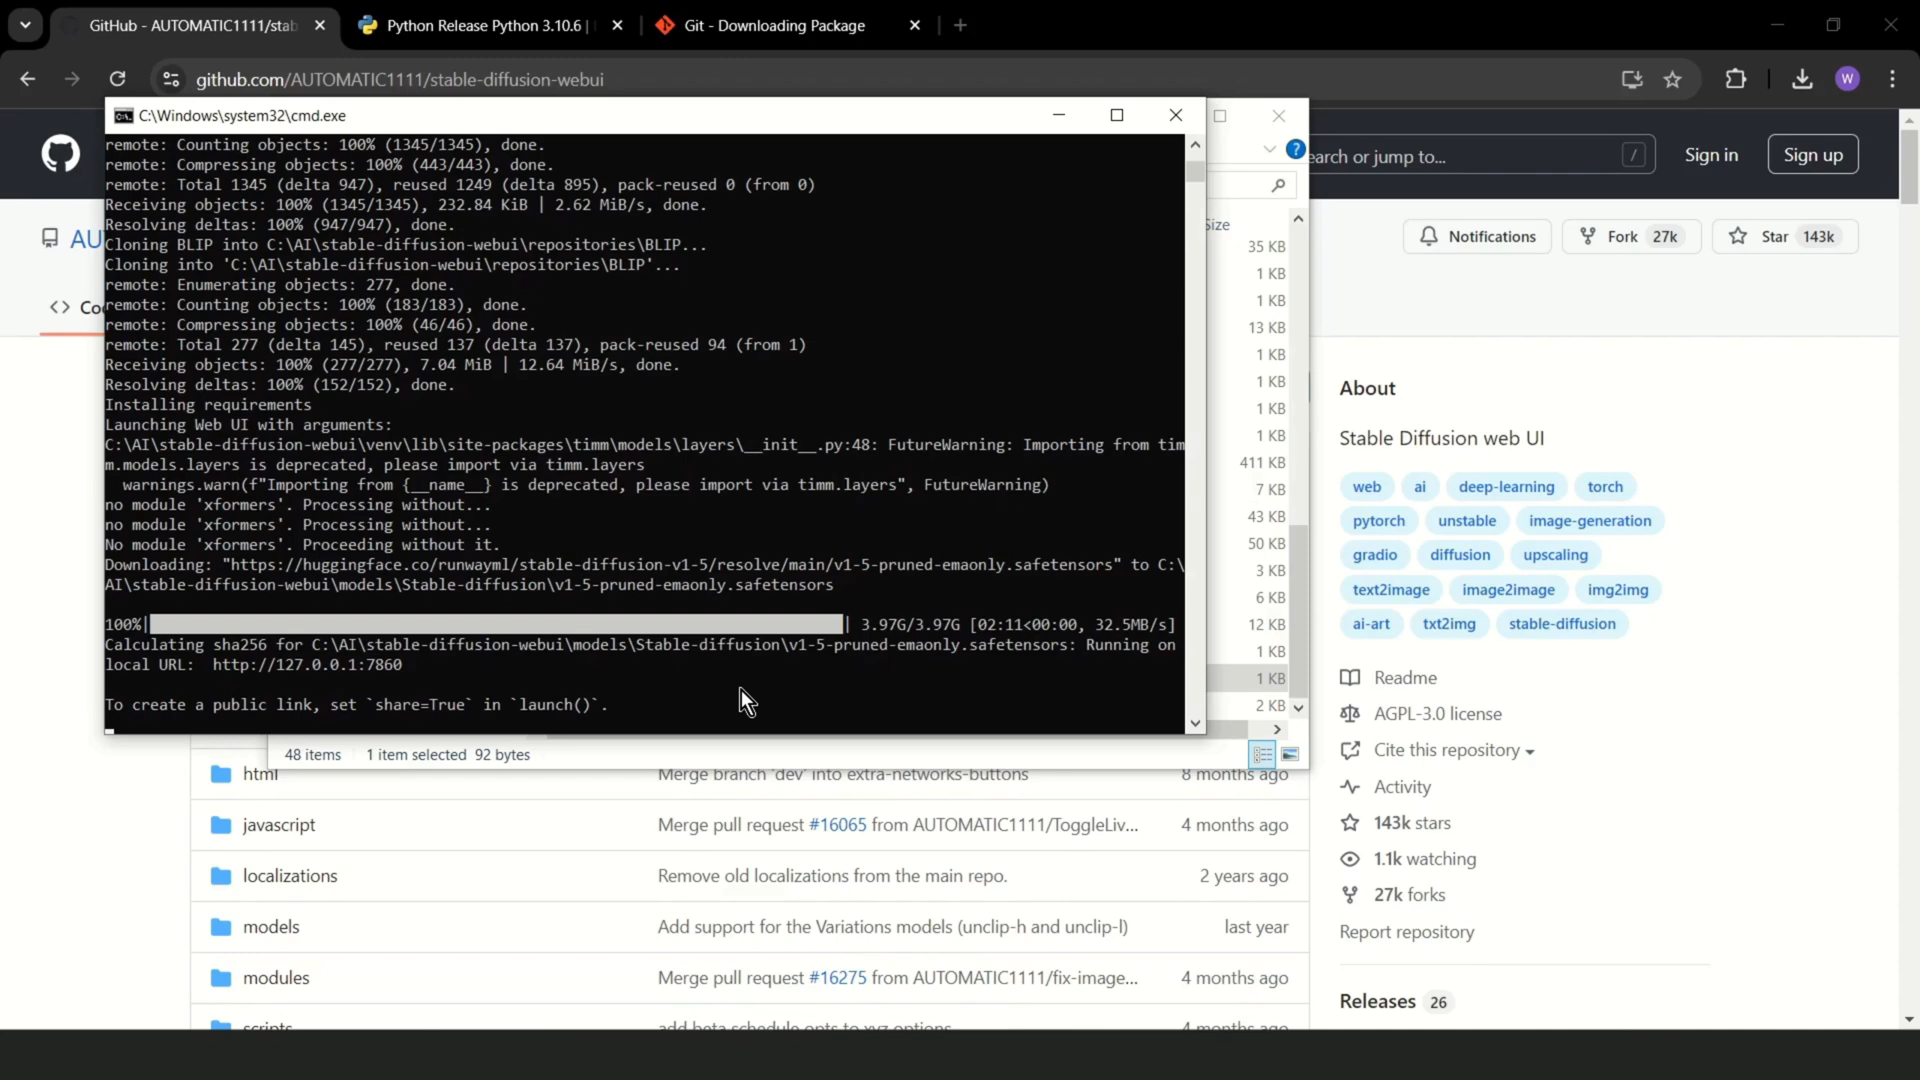 GitHub - AUTOMATIC1111/stab
Python Release Python 3.10.6 |
Git - Downloading Package
github.com/AUTOMATIC1111/stable-diffusion-webui
W
C:\Windows\system32\cmd.exe
remote: Counting objects: 100% (1345/1345), done.
remote: Compressing objects: 100% (443/443), done.
remote: Total 1345 (delta 947), reused 1249 (delta 895), pack-reused 0 (from 0)
Receiving objects: 100% (1345/1345), 232.84 KiB | 2.62 MiB/s, done.
Resolving deltas: 100% (947/947), done.
Cloning BLIP into C:\AI\stable-diffusion-webui\repositories\BLIP...
Cloning into 'C:\AI\stable-diffusion-webui\repositories\BLIP'...
remote: Enumerating objects: 277, done.
remote: Counting objects: 100% (183/183), done.
remote: Compressing objects: 100% (46/46), done.
remote: Total 277 (delta 145), reused 137 (delta 137), pack-reused 94 (from 1)
Receiving objects: 100% (277/277), 7.04 MiB | 12.64 MiB/s, done.
Resolving deltas: 100% (152/152), done.
Installing requirements
Launching Web UI with arguments:
C:\AI\stable-diffusion-webui\venv\lib\site-packages\timm\models\layers\__init__.py:48: FutureWarning: Importing from tim
m.models.layers is deprecated, please import via timm.layers
warnings.warn(f"Importing from {__name__} is deprecated, please import via timm.layers", FutureWarning)
no module 'xformers'. Processing without...
no module 'xformers'. Processing without...
No module 'xformers'. Proceeding without it.
Downloading: "https://huggingface.co/runwayml/stable-diffusion-v1-5/resolve/main/v1-5-pruned-emaonly.safetensors" to C:\
AI\stable-diffusion-webui\models\Stable-diffusion\v1-5-pruned-emaonly.safetensors
100%| | 3.97G/3.97G [02:11<00:00, 32.5MB/s]
Calculating sha256 for C:\AI\stable-diffusion-webui\models\Stable-diffusion\v1-5-pruned-emaonly.safetensors: Running on
local URL: http://127.0.0.1:7860
To create a public link, set `share=True` in `launch()`.
AU
<> Co
Size
35 KB
1 KB
1 KB
13 KB
1 KB
1 KB
1 KB
1 KB
411 KB
7 KB
43 KB
50 KB
3 KB
6 KB
12 KB
1 KB
1 KB
2 KB
48 items 1 item selected 92 bytes
earch or jump to...
/
Sign in
Sign up
Notifications
Fork 27k
Star 143k
html Merge branch 'dev' into extra-networks-buttons 8 months ago
javascript Merge pull request #16065 from AUTOMATIC1111/ToggleLiv... 4 months ago
localizations Remove old localizations from the main repo. 2 years ago
models Add support for the Variations models (unclip-h and unclip-l) last year
modules Merge pull request #16275 from AUTOMATIC1111/fix-image... 4 months ago
scripts add beta schedule opts to xyz options 4 months ago
About
Stable Diffusion web UI
web ai deep-learning torch
pytorch unstable image-generation
gradio diffusion upscaling
text2image image2image img2img
ai-art txt2img stable-diffusion
Readme
AGPL-3.0 license
Cite this repository
Activity
143k stars
1.1k watching
27k forks
Report repository
Releases 26